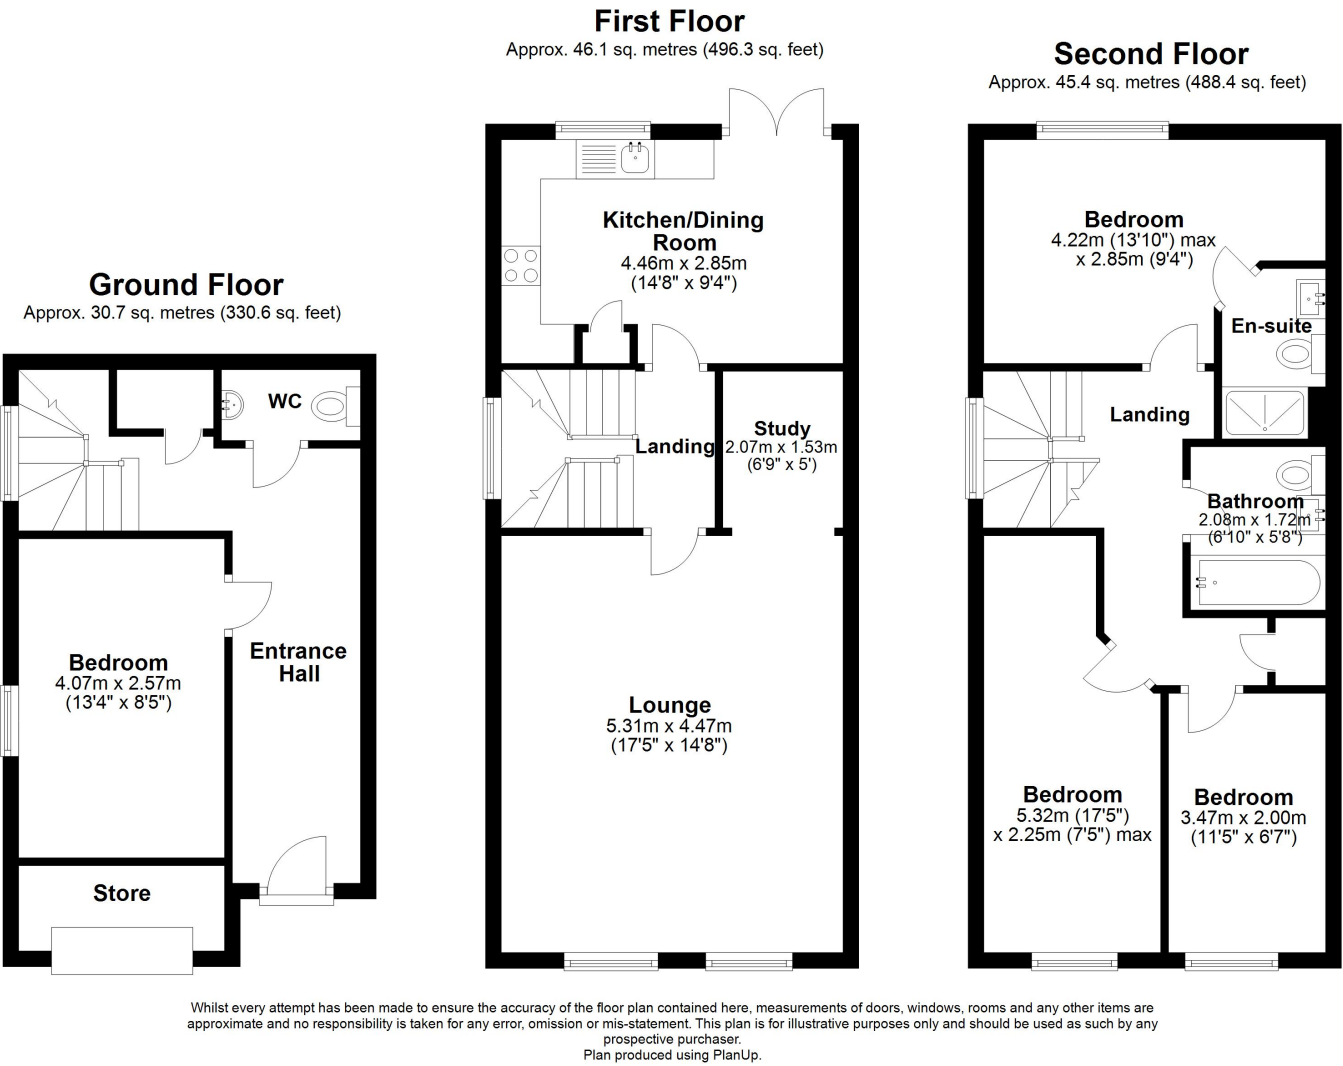 Ground Floor
Approx. 30.7 sq. metres (330.6 sq. feet)
WC
Entrance
Hall
Bedroom
4.07m x 2.57m
(13'4" x 8'5")
Store
First Floor
Approx. 46.1 sq. metres (496.3 sq. feet)
Kitchen/Dining
Room
4.46m x 2.85m
(14'8" x 9'4")
Landing
Study
2.07m x 1.53m
(6'9" x 5')
Lounge
5.31m x 4.47m
(17'5" x 14'8")
Second Floor
Approx. 45.4 sq. metres (488.4 sq. feet)
Bedroom
4.22m (13'10") max
x 2.85m (9'4")
En-suite
Landing
Bathroom
2.08m x 1.72m
(6'10" x 5'8")
Bedroom
5.32m (17'5")
x 2.25m (7'5") max
Bedroom
3.47m x 2.00m
(11'5" x 6'7")
Whilst every attempt has been made to ensure the accuracy of the floor plan contained here, measurements of doors, windows, rooms and any other items are
approximate and no responsibility is taken for any error, omission or mis-statement. This plan is for illustrative purposes only and should be used as such by any
prospective purchaser.
Plan produced using PlanUp.